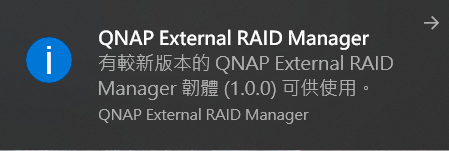 QNAP External RAID Manager
有較新版本的 QNAP External RAID
Manager 韌體 (1.0.0) 可供使用。
QNAP External RAID Manager